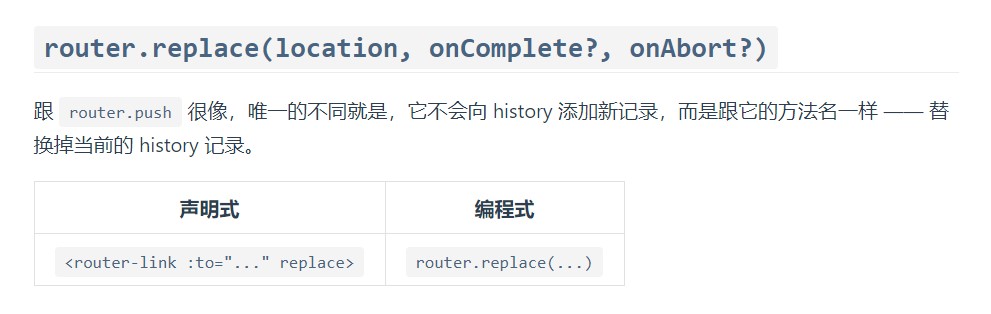 router.replace(location, onComplete?, onAbort?)
跟 router.push 很像，唯一的不同就是，它不会向 history 添加新记录，而是跟它的方法名一样 —— 替
换掉当前的 history 记录。
声明式 编程式
<router-link :to="..." replace> router.replace(...)